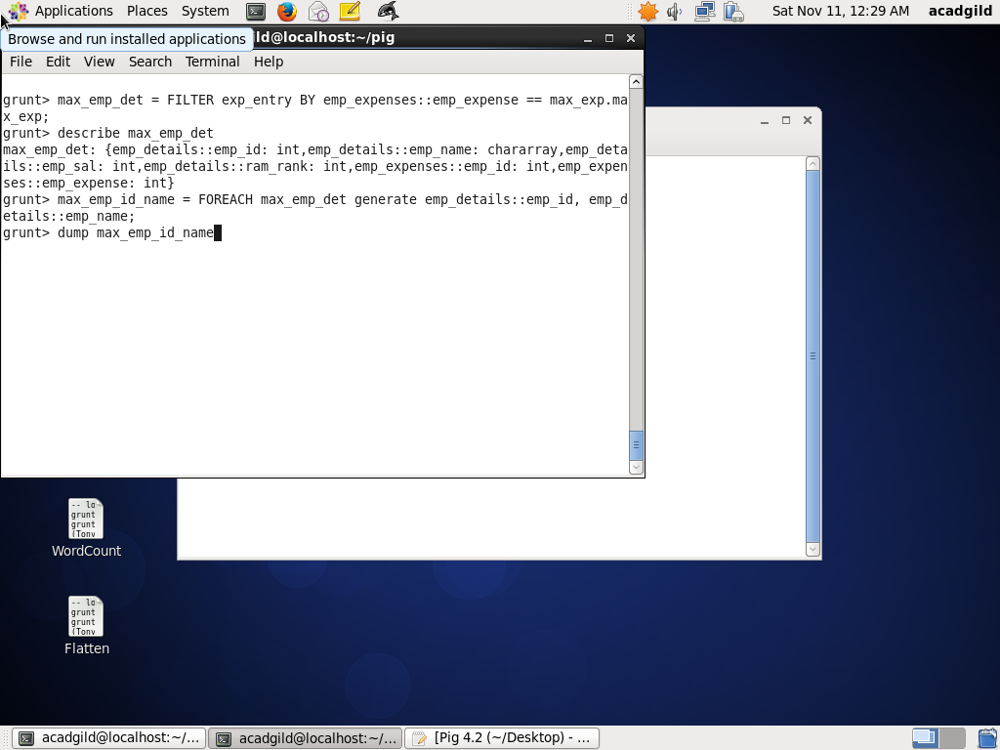 Applications Places System Sat Nov 11, 12:29 AM acadgild
Browse and run installed applications
ild@localhost:~/pig
File Edit View Search Terminal Help
grunt> max_emp_det = FILTER exp_entry BY emp_expenses::emp_expense == max_exp.ma
x_exp;
grunt> describe max_emp_det
max_emp_det: {emp_details::emp_id: int,emp_details::emp_name: chararray,emp_deta
ils::emp_sal: int,emp_details::ram_rank: int,emp_expenses::emp_id: int,emp_expen
ses::emp_expense: int}
grunt> max_emp_id_name = FOREACH max_emp_det generate emp_details::emp_id, emp_d
etails::emp_name;
grunt> dump max_emp_id_name
-- lo
grunt
grunt
(Tony
WordCount
-- lo
grunt
grunt
(Tony
Flatten
acadgild@localhost:~/... acadgild@localhost:~/... [Pig 4.2 (~/Desktop) - ...